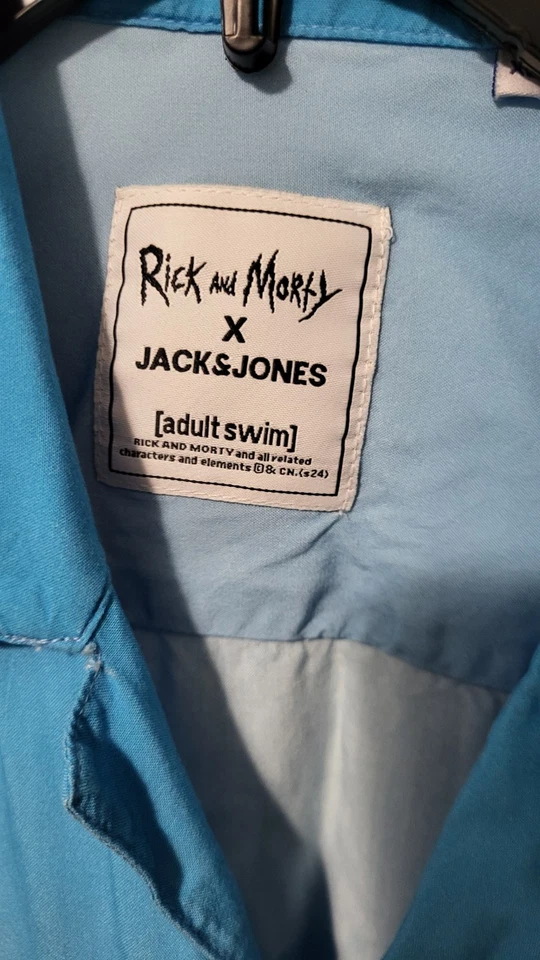 Rick and Morty
X
JACK&JONES
[adult swim]
RICK AND MORTY and all related
characters and elements ©& CN.(s24)